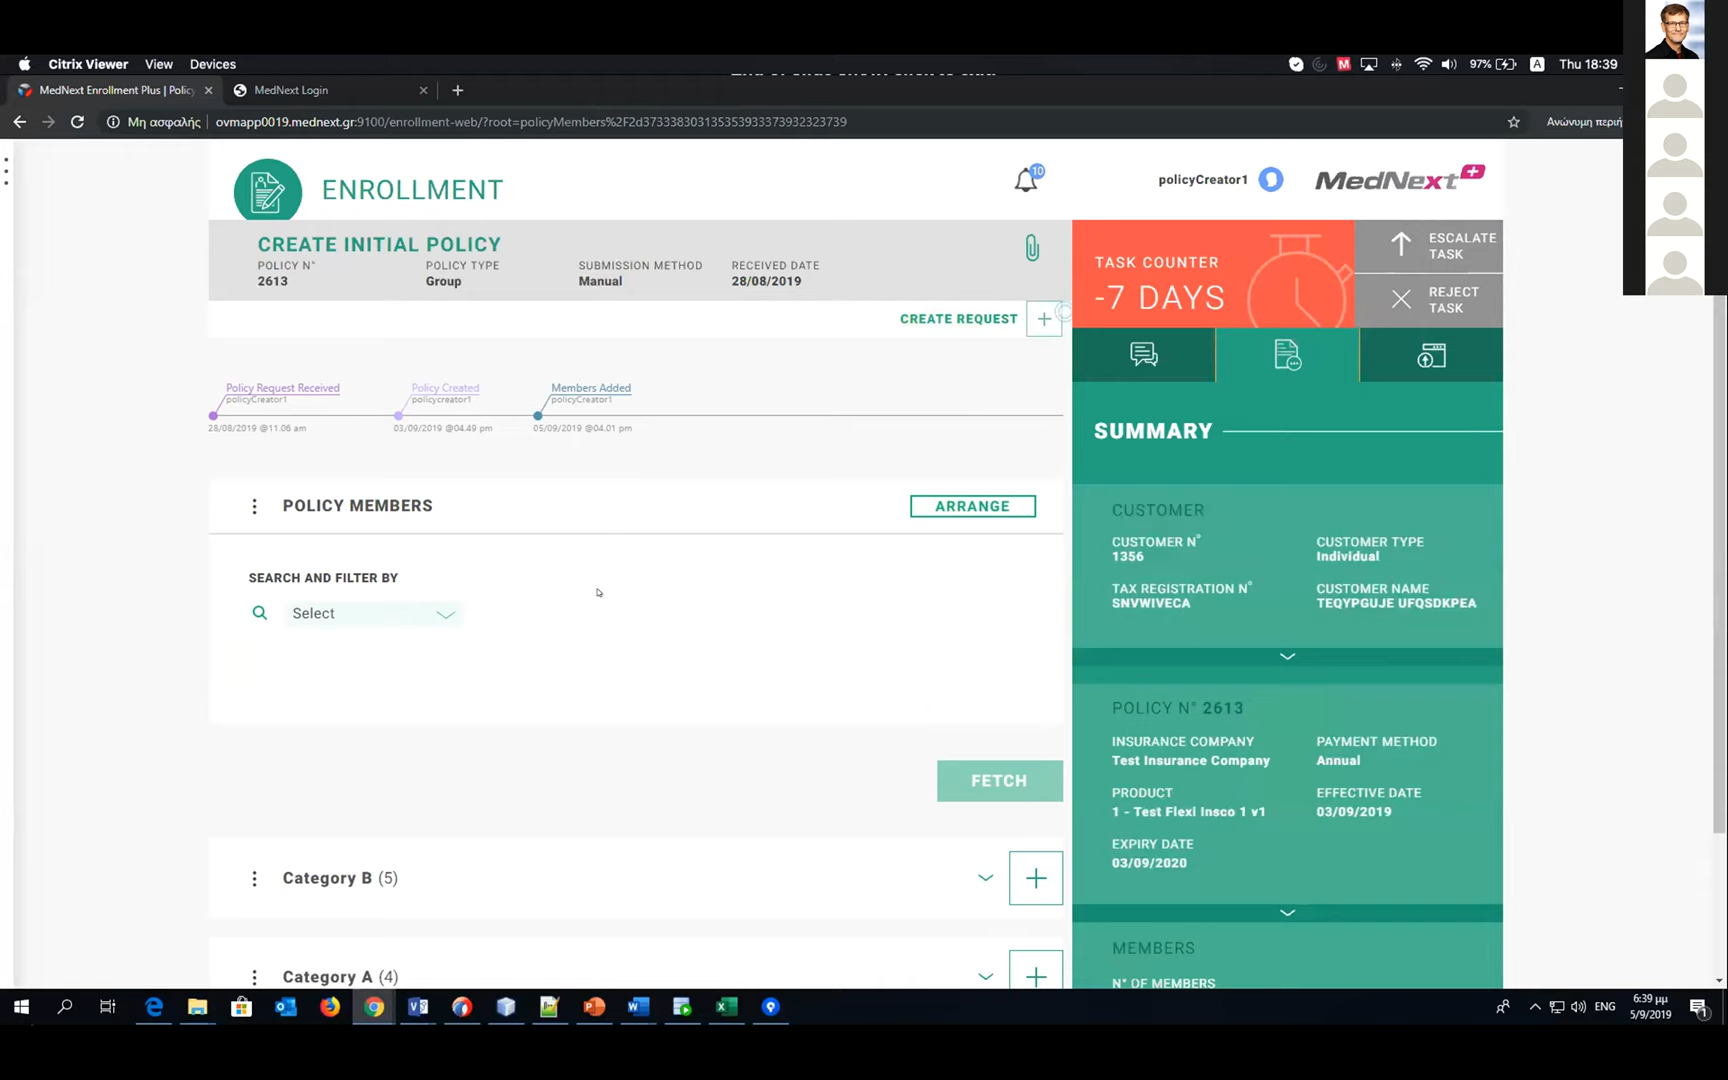 Citrix Viewer View Devices
M 97% A Thu 18:39
MedNext Enrollment Plus | Policy
MedNext Login
Μη ασφαλής
ovmapp0019.mednext.gr:9100/enrollment-web/?root=policyMembers%2F2d3733383031353539333739323237​39
Ανώνυμη περιή
ENROLLMENT
10
policyCreator1
MedNext
CREATE INITIAL POLICY
POLICY N° POLICY TYPE SUBMISSION METHOD RECEIVED DATE
2613 Group Manual 28/08/2019
TASK COUNTER
-7 DAYS
ESCALATE
TASK
REJECT
TASK
CREATE REQUEST
Policy Request Received Policy Created Members Added
policyCreator1 policycreator1 policyCreator1
28/08/2019 @11.06 am 03/09/2019 @04.49 pm 05/09/2019 @04.01 pm
POLICY MEMBERS
ARRANGE
SEARCH AND FILTER BY
Select
FETCH
Category B (5)
Category A (4)
SUMMARY
CUSTOMER
CUSTOMER N° CUSTOMER TYPE
1356 Individual
TAX REGISTRATION N° CUSTOMER NAME
SNVWIVECA TEQYPGUJE UFQSDKPEA
POLICY N° 2613
INSURANCE COMPANY PAYMENT METHOD
Test Insurance Company Annual
PRODUCT EFFECTIVE DATE
1 - Test Flexi Insco 1 v1 03/09/2019
EXPIRY DATE
03/09/2020
MEMBERS
N° OF MEMBERS
ENG
6:39 μμ
5/9/2019
1